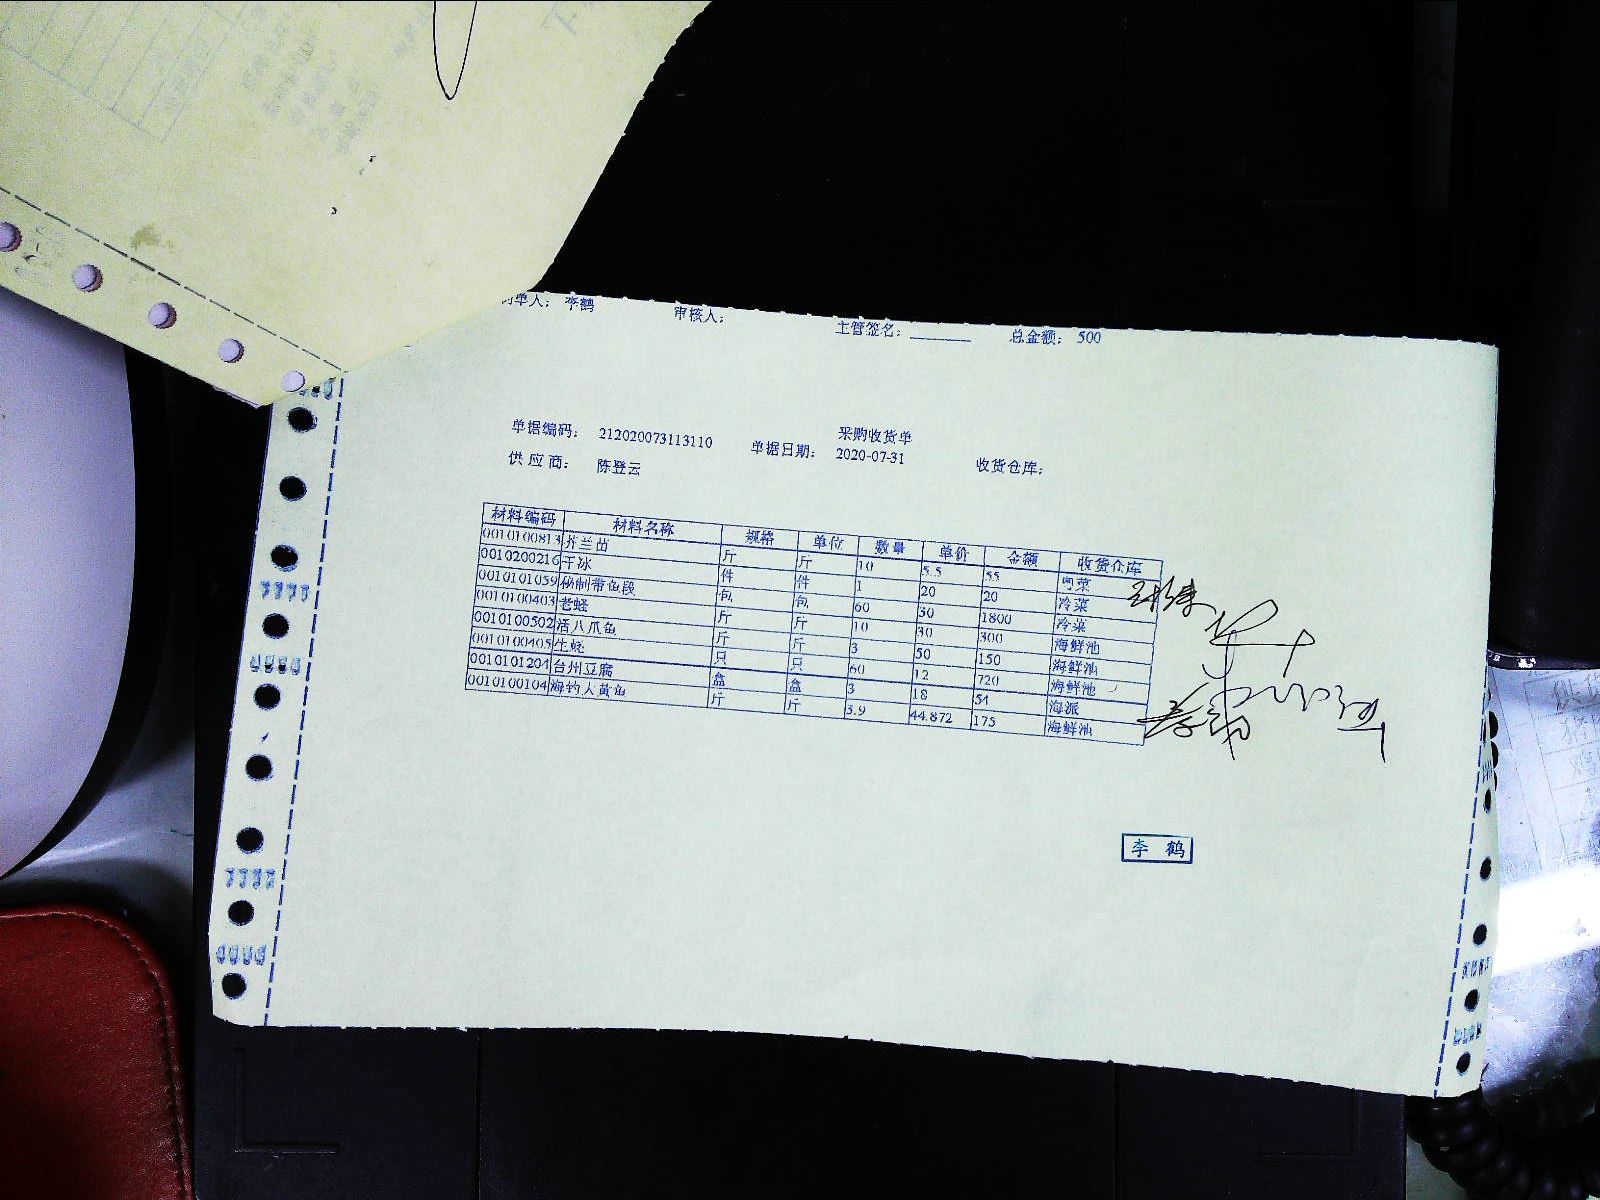 制单人： 李鹤 审核人： 主管签名： 总金额： 500
采购收货单
单据编码： 212020073113110 单据日期： 2020-07-31 收货仓库：
供应商： 陈登云
材料编码 材料名称 规格 单位 数量 单价 金额 收货仓库
0010100813 芥兰苗 斤 斤 10 5.5 55 粤菜
0010200216 干冰 件 件 1 20 20 冷菜
0010101059 秘制带鱼段 包 包 60 30 1800 冷菜
0010100403 老蛏 斤 斤 10 30 300 海鲜池
0010100502 活八爪鱼 斤 斤 3 50 150 海鲜池
0010100405 生蚝 只 只 60 12 720 海鲜池
0010101204 台州豆腐 盒 盒 3 18 54 海派
0010100104 海钓大黄鱼 斤 斤 3.9 44.872 175 海鲜池
李 鹤